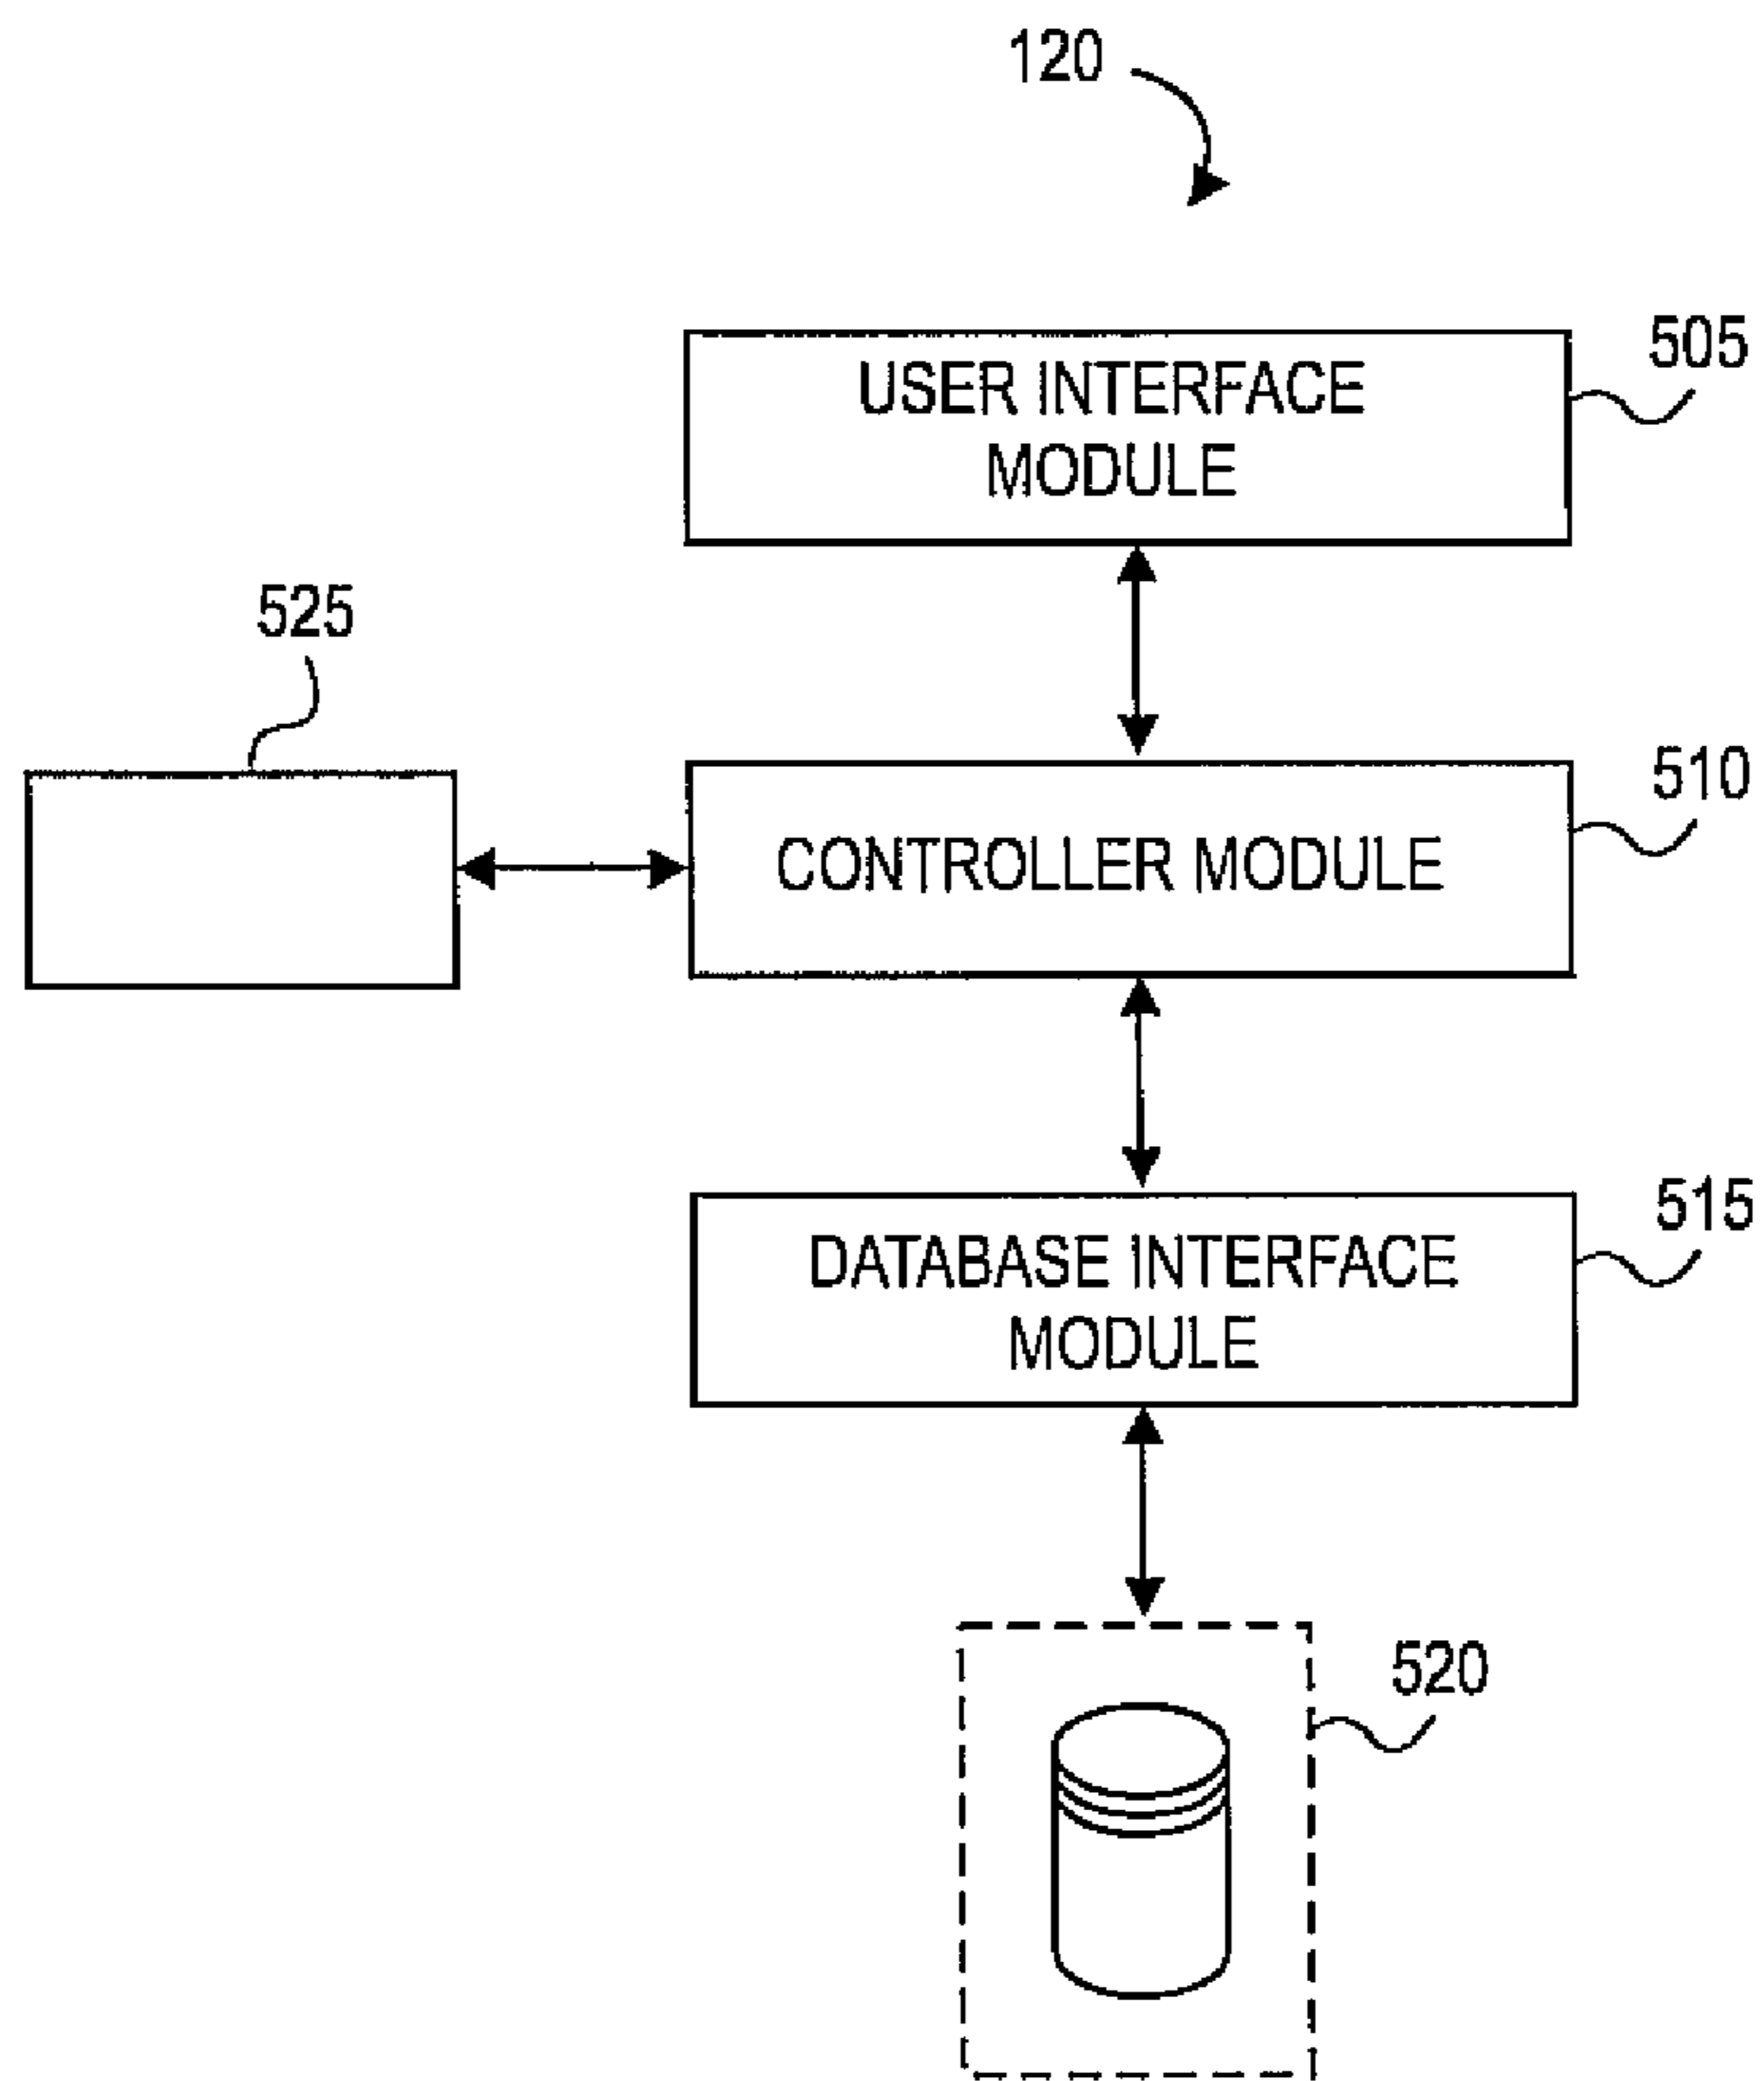 120
USER INTERFACE
MODULE
505
525
CONTROLLER MODULE
510
DATABASE INTERFACE
MODULE
515
520